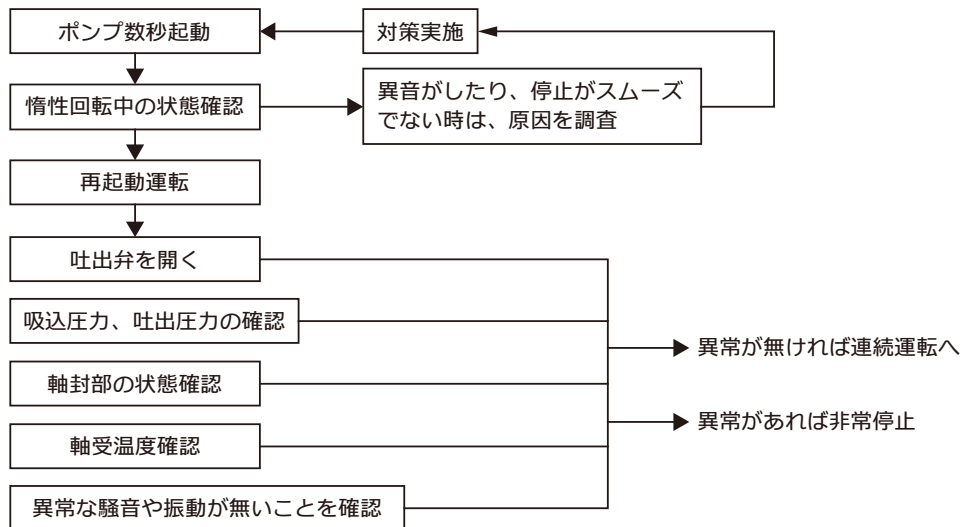 ポンプ数秒起動
対策実施
惰性回転中の状態確認
異音がしたり、停止がスムーズ
でない時は、原因を調査
再起動運転
吐出弁を開く
吸込圧力、吐出圧力の確認
異常が無ければ連続運転へ
軸封部の状態確認
異常があれば非常停止
軸受温度確認
異常な騒音や振動が無いことを確認